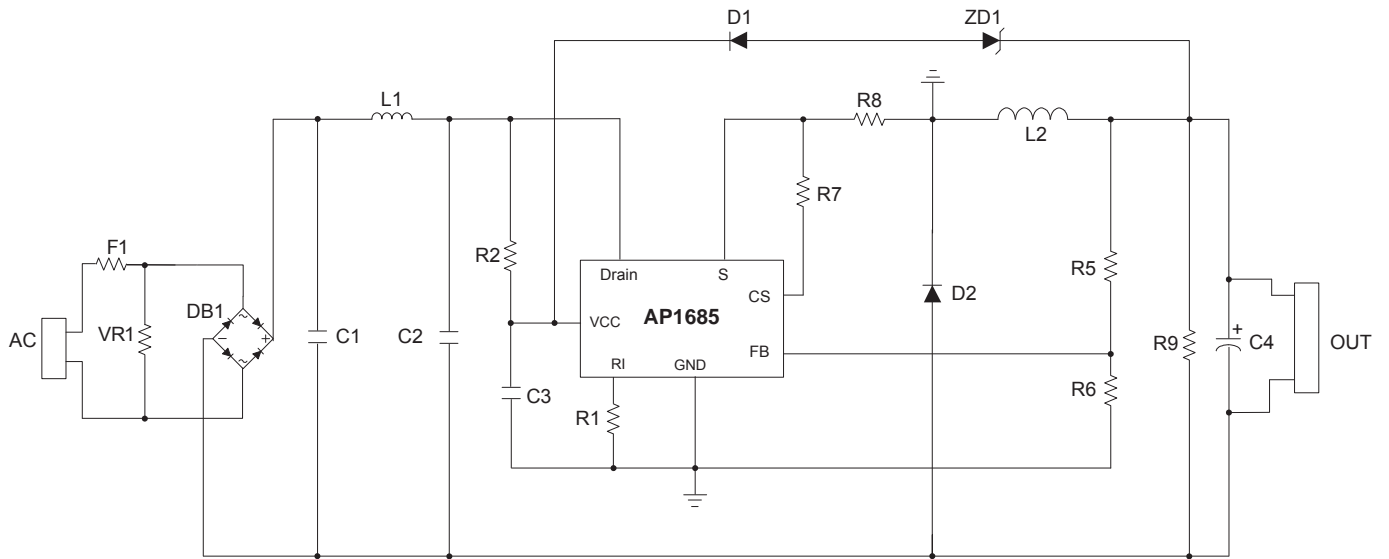 D1
ZD1
L1
R8
L2
R7
F1
R2
Drain
S
R5
DB1
CS
D2
AC
VR1
C1
C2
VCC
AP1685
+
R9
C4
OUT
FB
RI
GND
C3
R1
R6